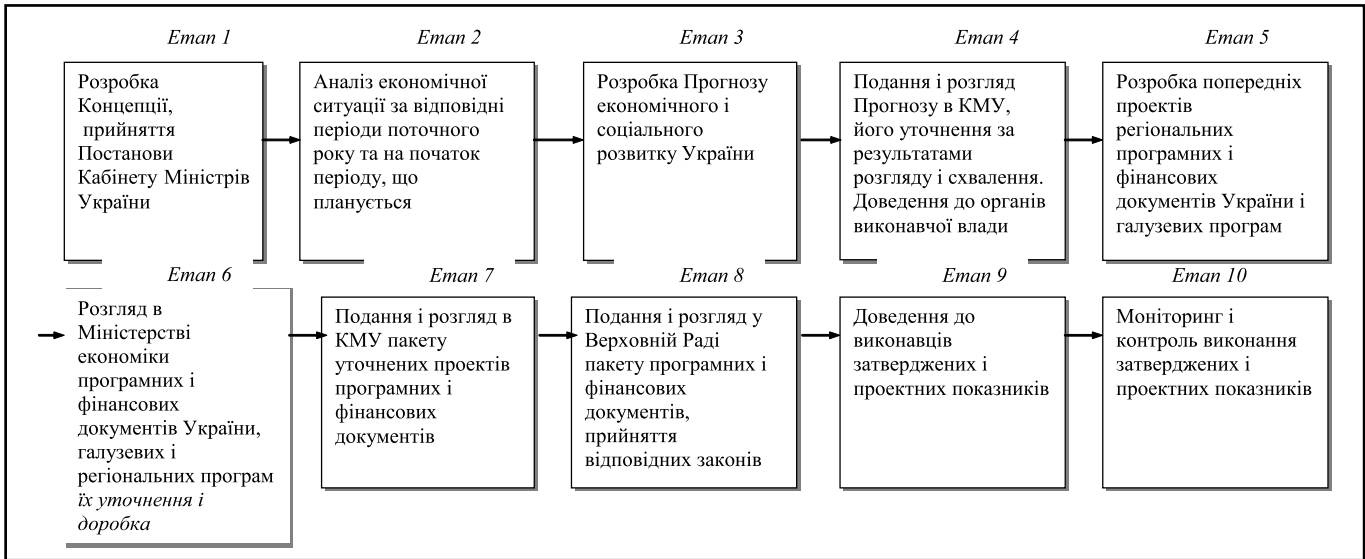 Етап 1
Розробка
Концепції,
прийняття
Постанови
Кабінету Міністрів
України
Етап 2
Аналіз економічної
ситуації за відповідні
періоди поточного
року та на початок
періоду, що
планується
Етап 3
Розробка Прогнозу
економічного і
соціального
розвитку України
Етап 4
Подання і розгляд
Прогнозу в КМУ,
його уточнення за
результатами
розгляду і схвалення.
Доведення до органів
виконавчої влади
Етап 5
Розробка попередніх
проектів
регіональних
програмних і
фінансових
документів України і
галузевих програм
Етап 6
Розгляд в
Міністерстві
економіки
програмних і
фінансових
документів України,
галузевих і
регіональних програм
їх уточнення і
доробка
Етап 7
Подання і розгляд в
КМУ пакету
уточнених проектів
програмних і
фінансових
документів
Етап 8
Подання і розгляд у
Верховній Раді
пакету програмних і
фінансових
документів,
прийняття
відповідних законів
Етап 9
Доведення до
виконавців
затверджених і
проектних показників
Етап 10
Моніторинг і
контроль виконання
затверджених і
проектних показників